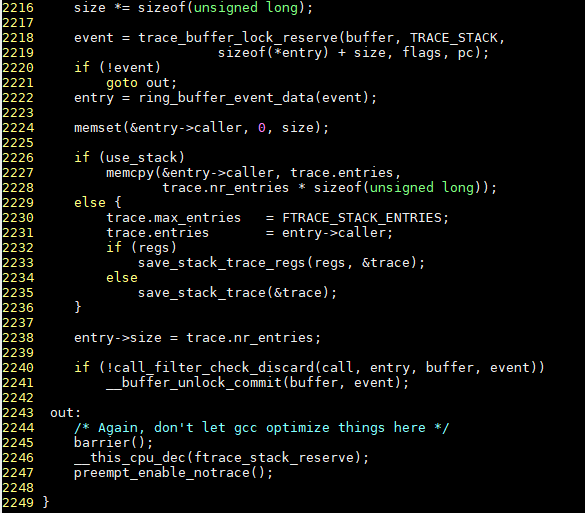 2216     size *= sizeof(unsigned long);
2217
2218     event = trace_buffer_lock_reserve(buffer, TRACE_STACK,
2219                       sizeof(*entry) + size, flags, pc);
2220     if (!event)
2221         goto out;
2222     entry = ring_buffer_event_data(event);
2223
2224     memset(&entry->caller, 0, size);
2225
2226     if (use_stack)
2227         memcpy(&entry->caller, trace.entries,
2228                trace.nr_entries * sizeof(unsigned long));
2229     else {
2230         trace.max_entries   = FTRACE_STACK_ENTRIES;
2231         trace.entries       = entry->caller;
2232         if (regs)
2233             save_stack_trace_regs(regs, &trace);
2234         else
2235             save_stack_trace(&trace);
2236     }
2237
2238     entry->size = trace.nr_entries;
2239
2240     if (!call_filter_check_discard(call, entry, buffer, event))
2241         __buffer_unlock_commit(buffer, event);
2242
2243  out:
2244     /* Again, don't let gcc optimize things here */
2245     barrier();
2246     __this_cpu_dec(ftrace_stack_reserve);
2247     preempt_enable_notrace();
2248
2249 }